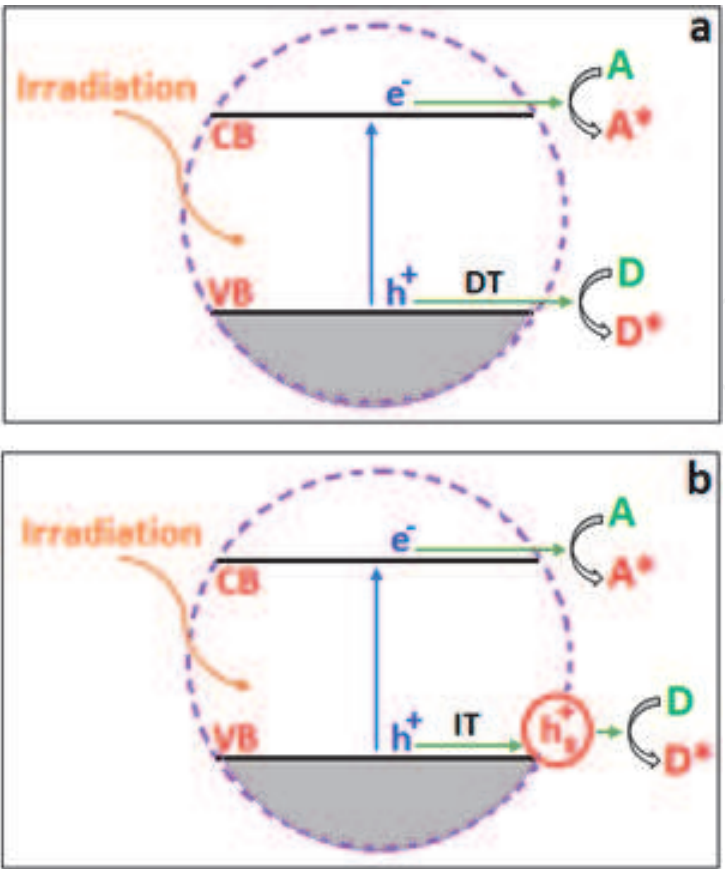 a
Irradiation
e⁻
A
A*
CB
VB
h⁺
DT
D
D*
b
Irradiation
e⁻
A
A*
CB
VB
h⁺
IT
hₛ⁺
D
D*